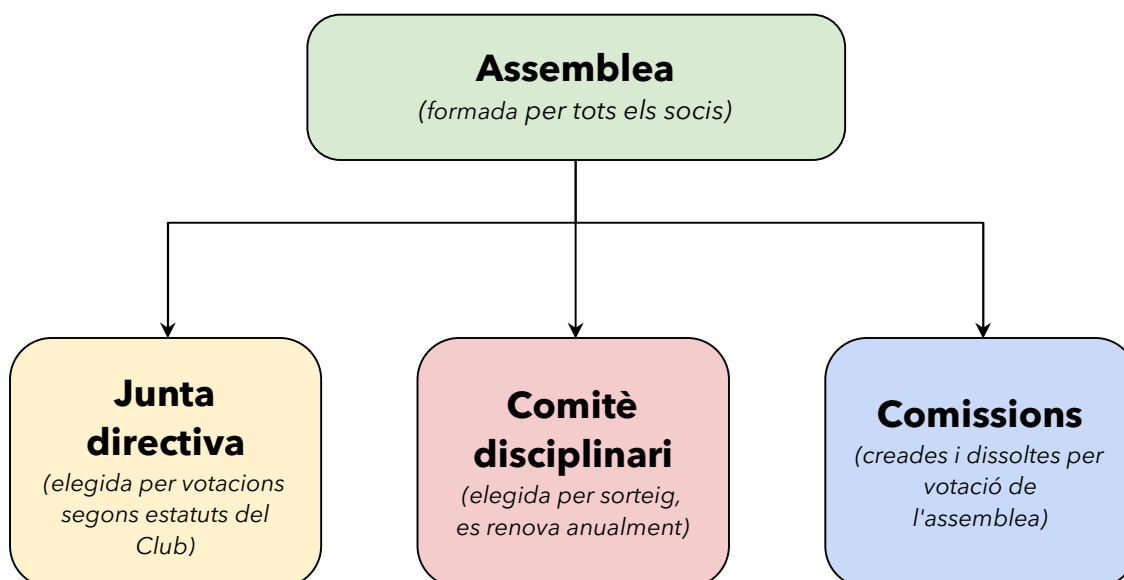 Assemblea
(formada per tots els socis)
Junta
directiva
(elegida per votacions
segons estatuts del
Club)
Comitè
disciplinari
(elegida per sorteig,
es renova anualment)
Comissions
(creades i dissoltes per
votació de
l'assemblea)